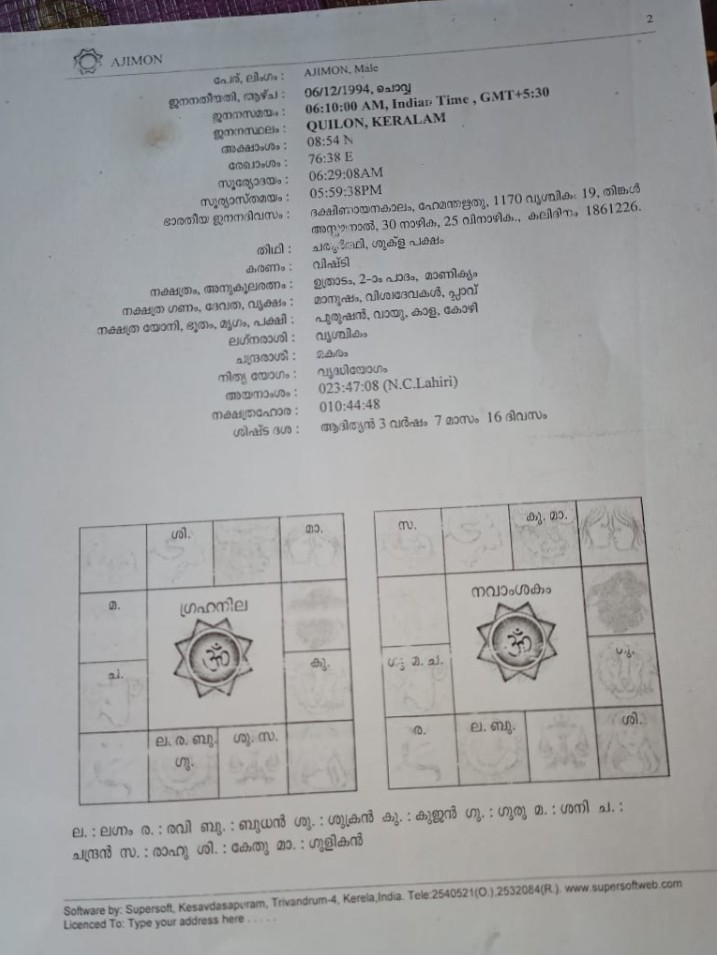 2
AJIMON
പേര്, ലിംഗം : AJIMON, Male
ജനനതീയതി, ആഴ്ച : 06/12/1994, ചൊവ്വ
ജനനസമയം : 06:10:00 AM, Indian Time , GMT+5:30
ജനനസ്ഥലം : QUILON, KERALAM
അക്ഷാംശം : 08:54 N
രേഖാംശം : 76:38 E
സൂര്യോദയം : 06:29:08AM
സൂര്യാസ്തമയം : 05:59:38PM
ഭാരതീയ ജനനദിവസം : ദക്ഷിണായനകാലം, ഹേമന്തഋതു, 1170 വൃശ്ചികം 19, തിങ്കൾ
അസ്തമനാൽ, 30 നാഴിക, 25 വിനാഴിക., കലിദിനം 1861226.
തിഥി : ശുക്ള പക്ഷം
കരണം : വിഷ്ടി
നക്ഷത്രം, അനുകൂലരത്നം : ഉത്രാടം, 2-ാം പാദം, മാണിക്യം
നക്ഷത്ര ഗണം, ദേവത, വൃക്ഷം : മാനുഷം, വിശ്വദേവകൾ, പ്ലാവ്
നക്ഷത്ര യോനി, ഭൂതം, മൃഗം, പക്ഷി : പുരുഷൻ, വായു, കാള, കോഴി
ലഗ്നരാശി : വൃശ്ചികം
ചന്ദ്രരാശി : മകരം
നിത്യ യോഗം : വൃദ്ധിയോഗം
അയനാംശം : 023:47:08 (N.C.Lahiri)
നക്ഷത്രഹോര : 010:44:48
ശിഷ്ട ദശ : ആദിത്യൻ 3 വർഷം 7 മാസം 16 ദിവസം
ശി. മാ.
മ. ഗ്രഹനില
ച. കു.
ല. ര. ബു. ശു. സ.
ഗു.
സ. കു. മാ.
നവാംശകം
മ. ച.
ര. ല. ബു. ശി.
ല. : ലഗ്നം ര. : രവി ബു. : ബുധൻ ശു. : ശുക്രൻ കു. : കുജൻ ഗു. : ഗുരു മ. : ശനി ച. :
ചന്ദ്രൻ സ. : രാഹു ശി. : കേതു മാ. : ഗുളികൻ
Software by: Supersoft, Kesavdasapuram, Trivandrum-4, Kerela,India. Tele:2540521(O.),2532084(R.). www.supersoftweb.com
Licenced To: Type your address here . . . . .